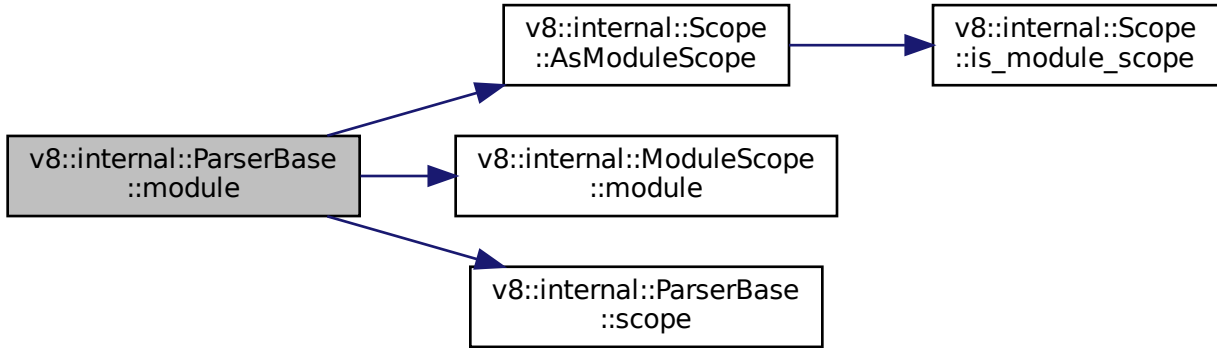 v8::internal::Scope
::AsModuleScope
v8::internal::Scope
::is_module_scope
v8::internal::ParserBase
::module
v8::internal::ModuleScope
::module
v8::internal::ParserBase
::scope